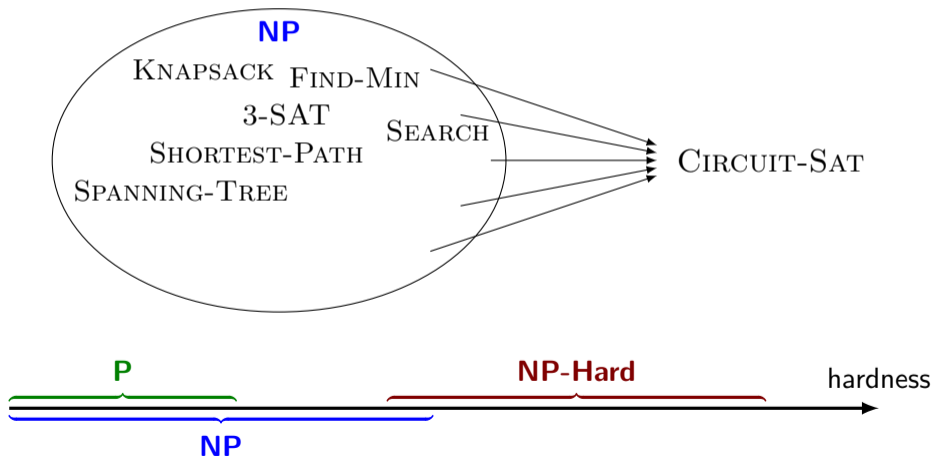 NP
KNAPSACK FIND-MIN
3-SAT
SEARCH
SHORTEST-PATH
CIRCUIT-SAT
SPANNING-TREE
P
NP-Hard
hardness
NP